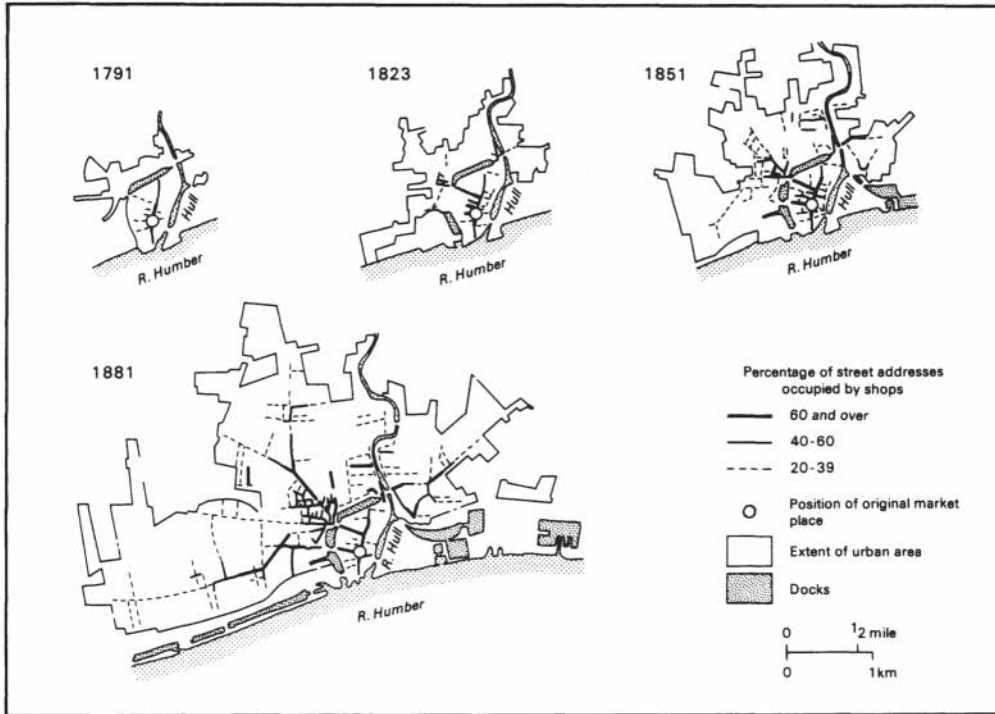 1791
Hull
R. Humber
1823
Hull
R. Humber
1851
Hull
R. Humber
1881
R. Hull
R. Humber
Percentage of street addresses
occupied by shops
60 and over
40-60
20-39
Position of original market
place
Extent of urban area
Docks
0 1/2 mile
0 1km